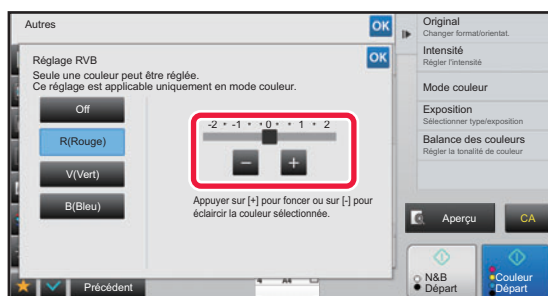 Autres
OK
Réglage RVB
OK
Seule une couleur peut être réglée.
Ce réglage est applicable uniquement en mode couleur.
Off
R(Rouge)
V(Vert)
B(Bleu)
-2 • -1 • •0• • 1 • 2
− +
Appuyer sur [+] pour foncer ou sur [-] pour
éclaircir la couleur sélectionnée.
Précédent
A4
Original
Changer format/orientat.
Intensité
Régler l'intensité
Mode couleur
Exposition
Sélectionner type/exposition
Balance des couleurs
Régler la tonalité de couleur
Aperçu
CA
N&B
Départ
Couleur
Départ